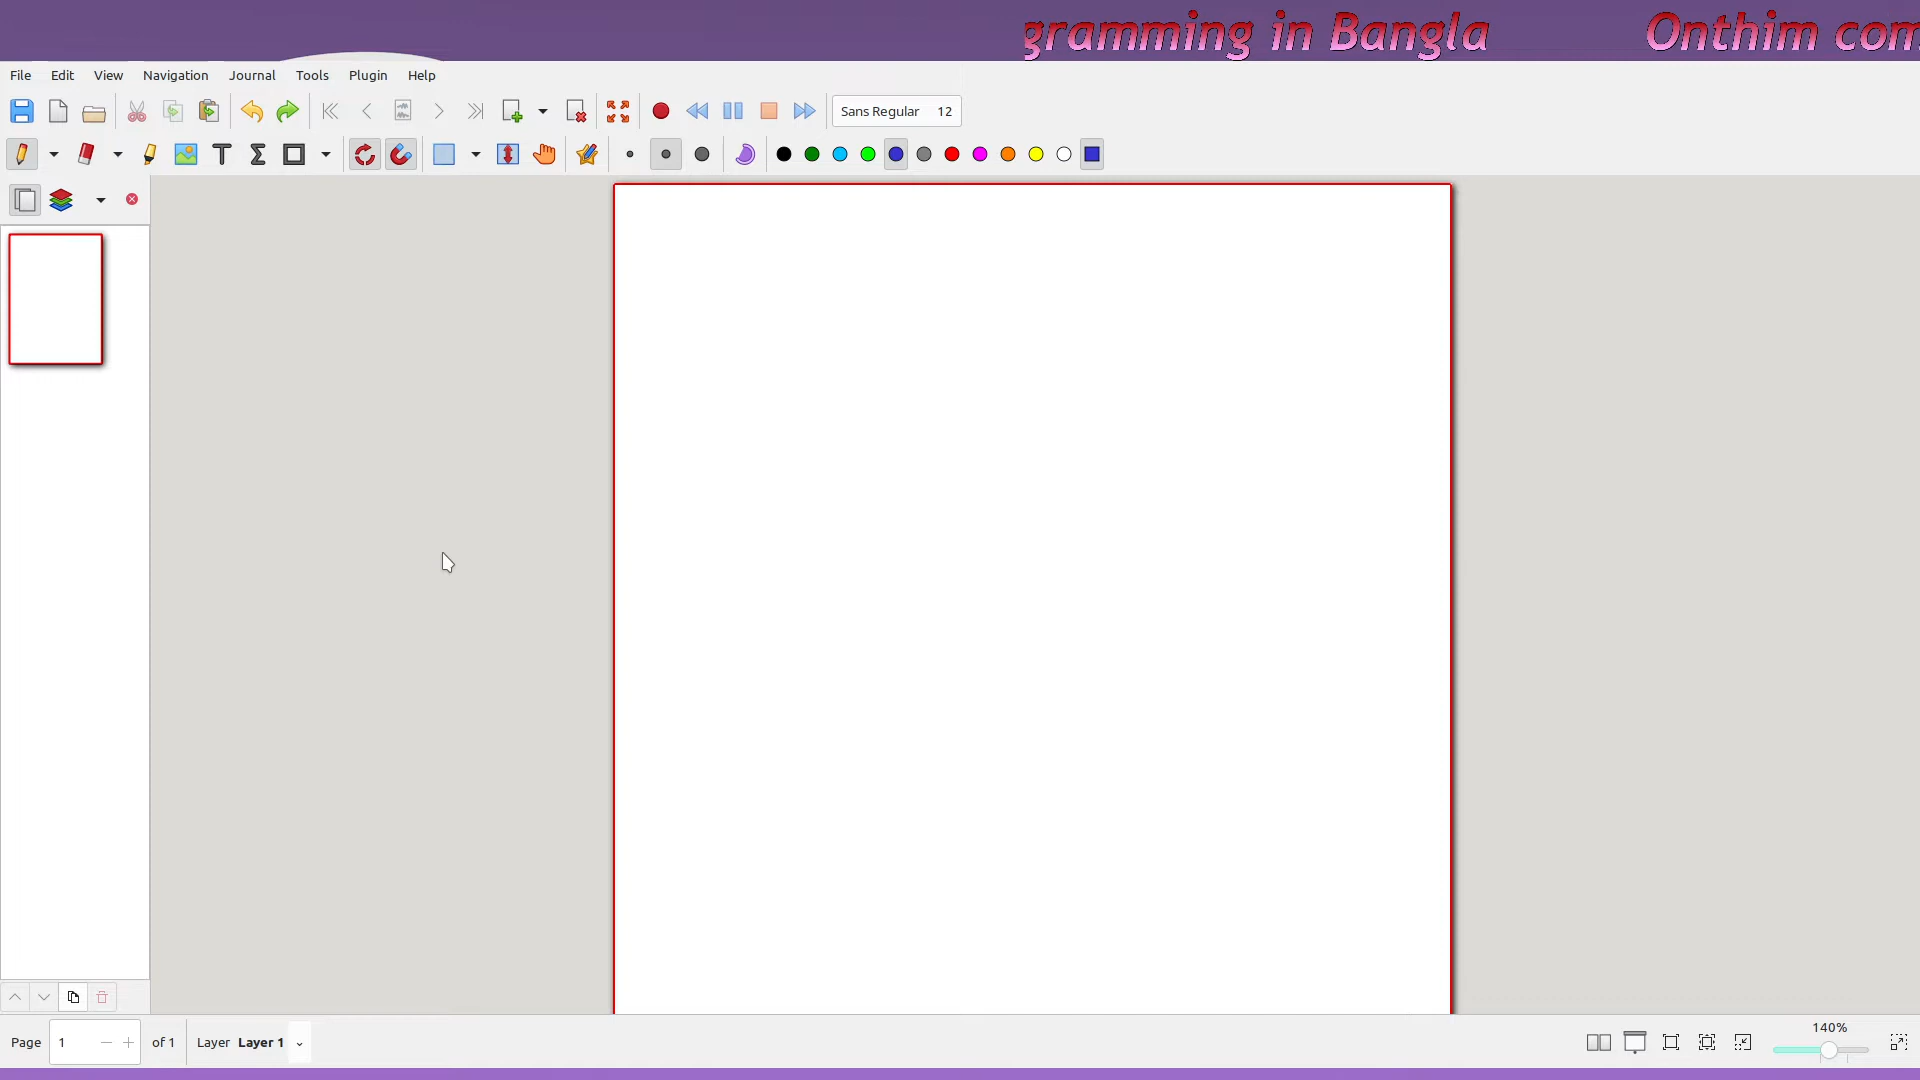 gramming in Bangla Onthim com
File Edit View Navigation Journal Tools Plugin Help
Sans Regular 12
Page 1 of 1 Layer Layer 1
140%